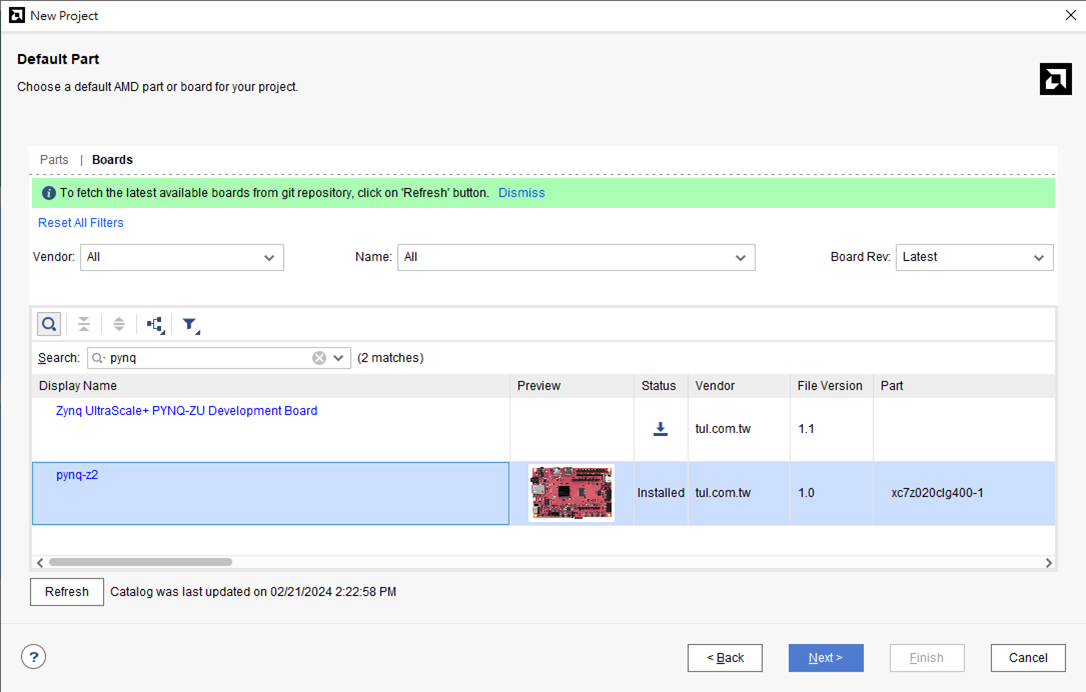 New Project
Default Part
Choose a default AMD part or board for your project.
Parts | Boards
To fetch the latest available boards from git repository, click on 'Refresh' button. Dismiss
Reset All Filters
Vendor: All Name: All Board Rev: Latest
Search: pynq (2 matches)
Display Name Preview Status Vendor File Version Part
Zynq UltraScale+ PYNQ-ZU Development Board
tul.com.tw 1.1
pynq-z2
Installed tul.com.tw 1.0 xc7z020clg400-1
Refresh Catalog was last updated on 02/21/2024 2:22:58 PM
? < Back Next > Finish Cancel